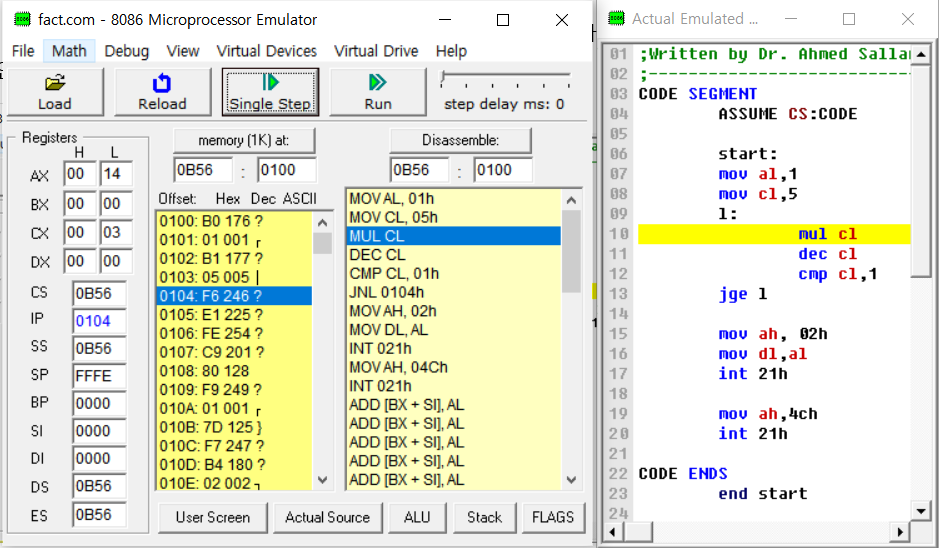 fact.com - 8086 Microprocessor Emulator
File Math Debug View Virtual Devices Virtual Drive Help
Load Reload Single Step Run step delay ms: 0
Registers
H L
AX 00 14
BX 00 00
CX 00 03
DX 00 00
CS 0B56
IP 0104
SS 0B56
SP FFFE
BP 0000
SI 0000
DI 0000
DS 0B56
ES 0B56
memory (1K) at:
0B56 : 0100
Offset: Hex Dec ASCII
0100: B0 176 ?
0101: 01 001 ┌
0102: B1 177 ?
0103: 05 005 |
0104: F6 246 ?
0105: E1 225 ?
0106: FE 254 ?
0107: C9 201 ?
0108: 80 128
0109: F9 249 ?
010A: 01 001 ┌
010B: 7D 125 }
010C: F7 247 ?
010D: B4 180 ?
010E: 02 002 ┐
Disassemble:
0B56 : 0100
MOV AL, 01h
MOV CL, 05h
MUL CL
DEC CL
CMP CL, 01h
JNL 0104h
MOV AH, 02h
MOV DL, AL
INT 021h
MOV AH, 04Ch
INT 021h
ADD [BX + SI], AL
ADD [BX + SI], AL
ADD [BX + SI], AL
ADD [BX + SI], AL
ADD [BX + SI], AL
User Screen Actual Source ALU Stack FLAGS
Actual Emulated ...
01 ;Written by Dr. Ahmed Sallam
02 ;---------------------------
03 CODE SEGMENT
04 ASSUME CS:CODE
05
06 start:
07 mov al,1
08 mov cl,5
09 l:
10 mul cl
11 dec cl
12 cmp cl,1
13 jge l
14
15 mov ah, 02h
16 mov dl,al
17 int 21h
18
19 mov ah,4ch
20 int 21h
21
22 CODE ENDS
23 end start
24